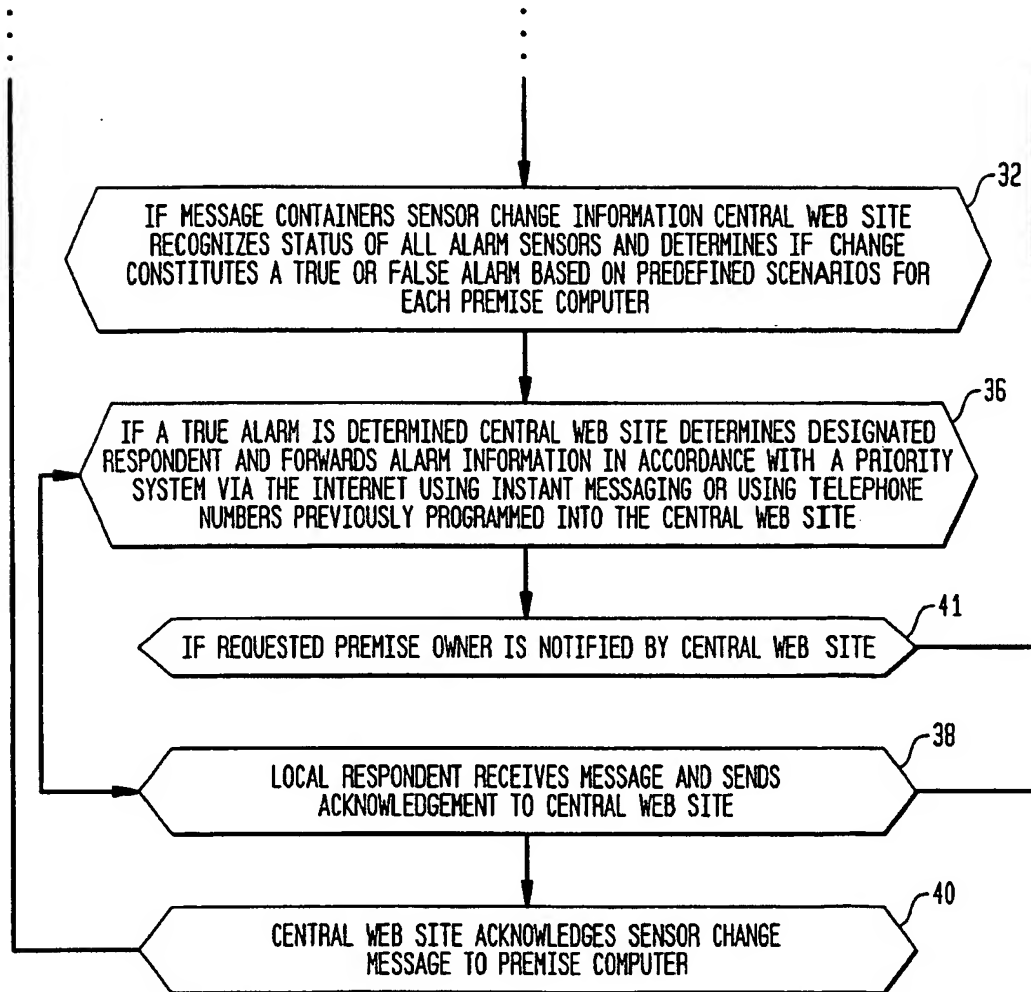 32
IF MESSAGE CONTAINERS SENSOR CHANGE INFORMATION CENTRAL WEB SITE
RECOGNIZES STATUS OF ALL ALARM SENSORS AND DETERMINES IF CHANGE
CONSTITUTES A TRUE OR FALSE ALARM BASED ON PREDEFINED SCENARIOS FOR
EACH PREMISE COMPUTER
36
IF A TRUE ALARM IS DETERMINED CENTRAL WEB SITE DETERMINES DESIGNATED
RESPONDENT AND FORWARDS ALARM INFORMATION IN ACCORDANCE WITH A PRIORITY
SYSTEM VIA THE INTERNET USING INSTANT MESSAGING OR USING TELEPHONE
NUMBERS PREVIOUSLY PROGRAMMED INTO THE CENTRAL WEB SITE
41
IF REQUESTED PREMISE OWNER IS NOTIFIED BY CENTRAL WEB SITE
38
LOCAL RESPONDENT RECEIVES MESSAGE AND SENDS
ACKNOWLEDGEMENT TO CENTRAL WEB SITE
40
CENTRAL WEB SITE ACKNOWLEDGES SENSOR CHANGE
MESSAGE TO PREMISE COMPUTER